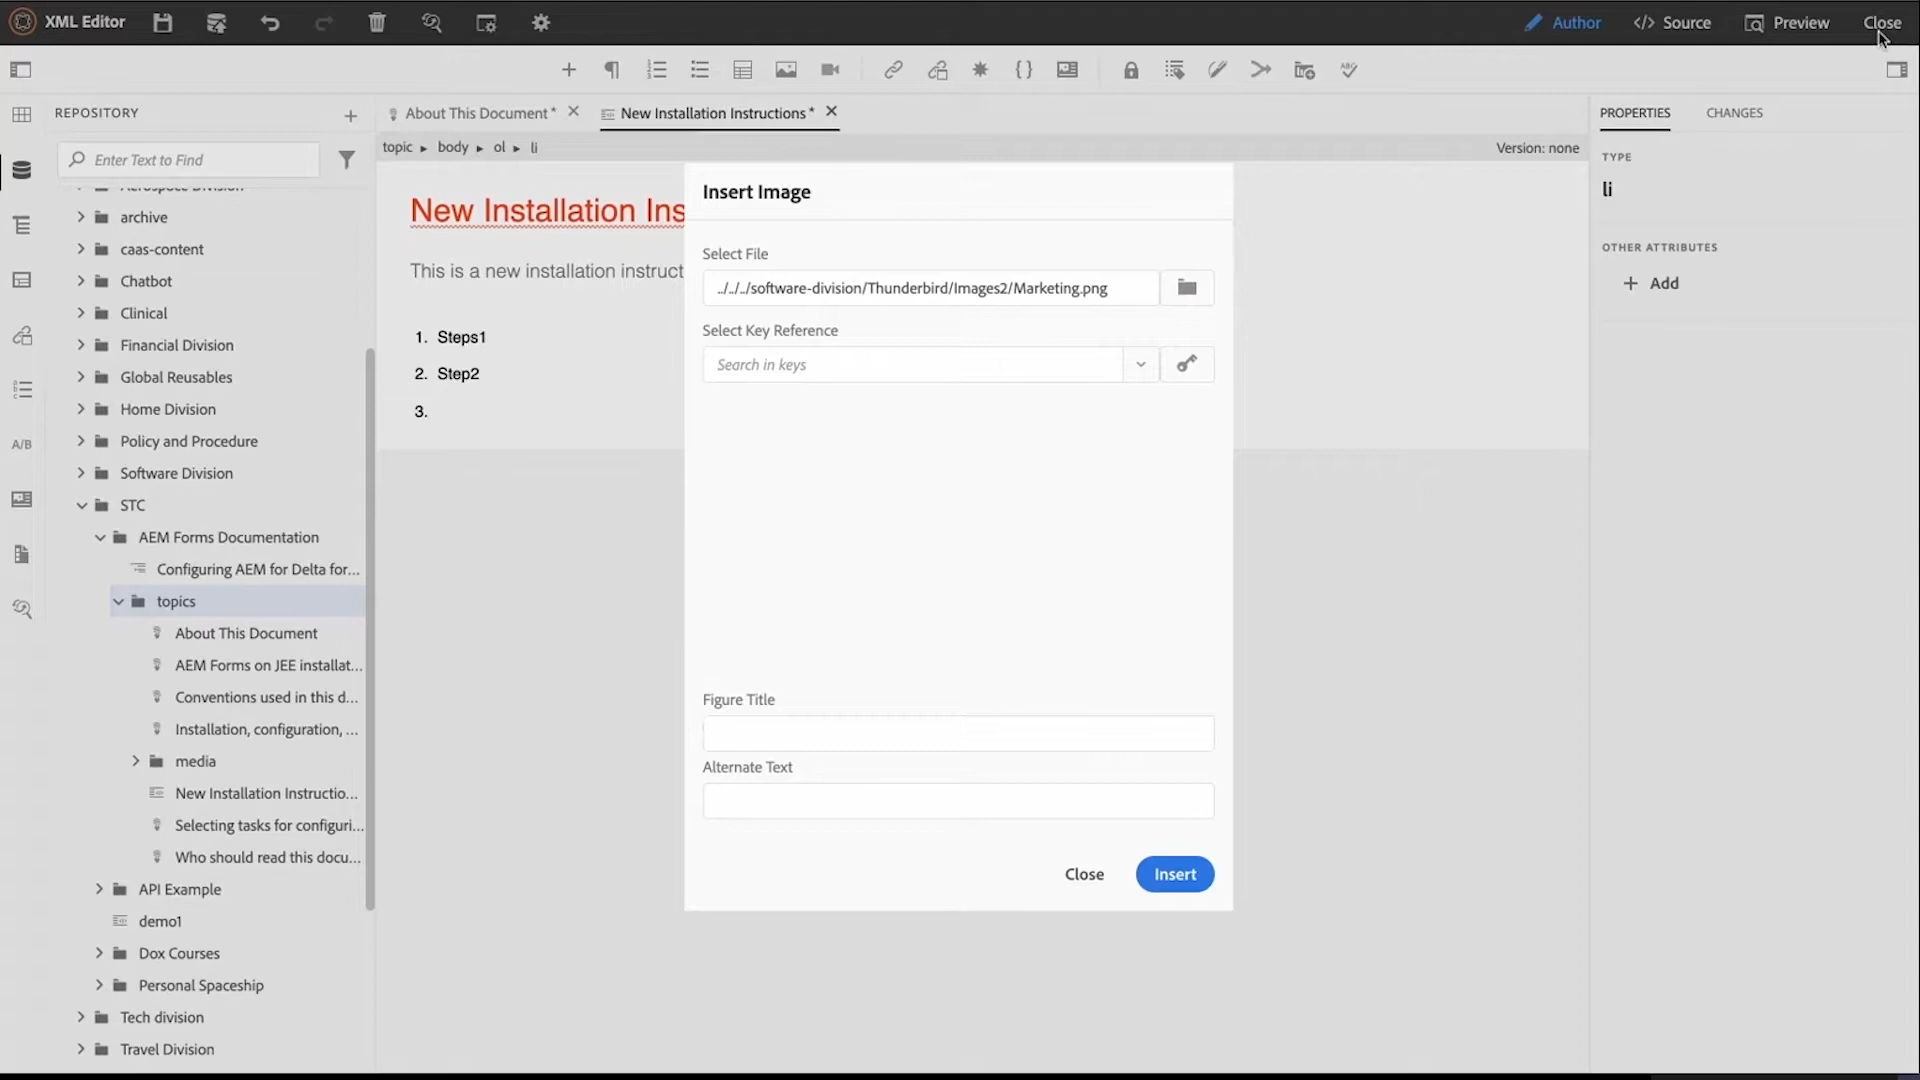 XML Editor
Author
</> Source
Preview
Close
REPOSITORY
About This Document *
New Installation Instructions *
PROPERTIES
CHANGES
Enter Text to Find
topic ▸ body ▸ ol ▸ li
Version: none
TYPE
li
OTHER ATTRIBUTES
+ Add
Aerospace Division
archive
caas-content
Chatbot
Clinical
Financial Division
Global Reusables
Home Division
Policy and Procedure
Software Division
STC
AEM Forms Documentation
Configuring AEM for Delta for...
topics
About This Document
AEM Forms on JEE installat...
Conventions used in this d...
Installation, configuration, ...
media
New Installation Instructio...
Selecting tasks for configuri...
Who should read this docu...
API Example
demo1
Dox Courses
Personal Spaceship
Tech division
Travel Division
A/B
New Installation Ins
This is a new installation instruct
1. Steps1
2. Step2
3.
Insert Image
Select File
../../../software-division/Thunderbird/Images2/Marketing.png
Select Key Reference
Search in keys
Figure Title
Alternate Text
Close
Insert